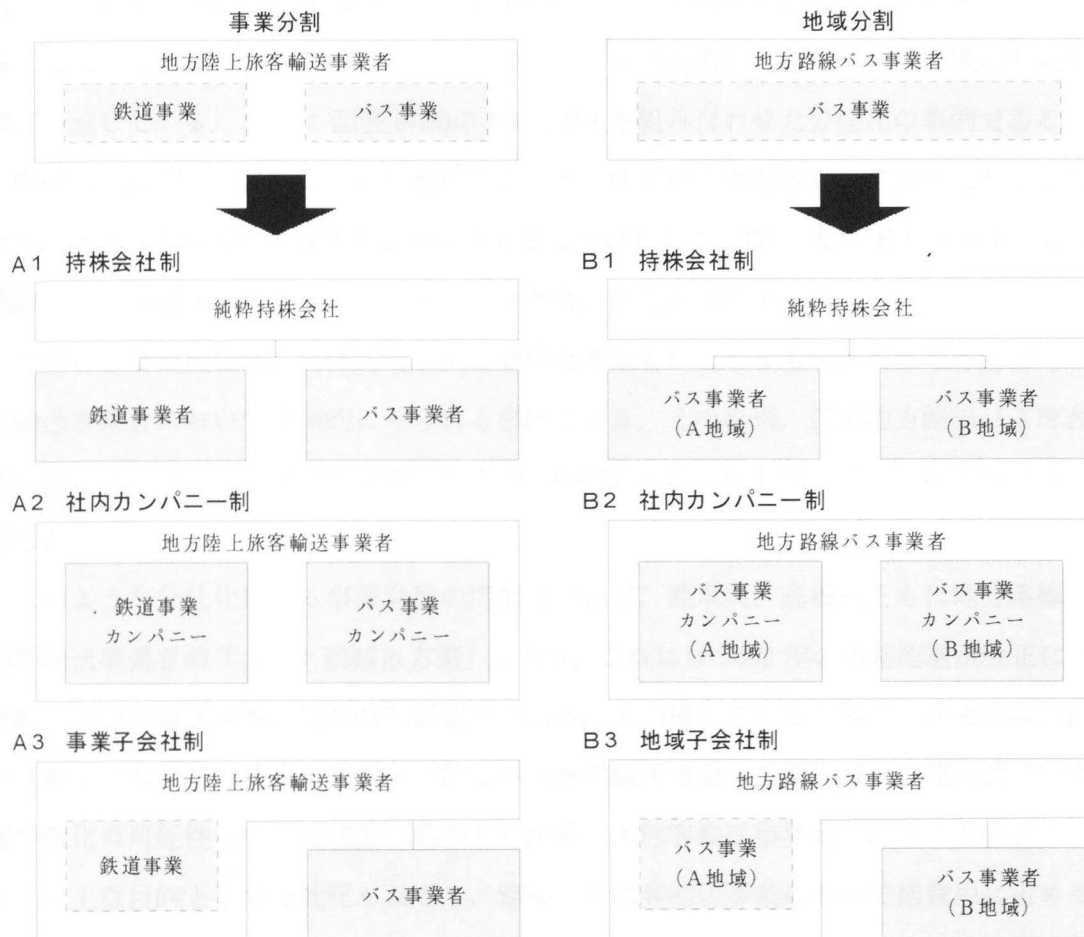 事業分割
地方陸上旅客輸送事業者
鉄道事業
バス事業
A1 持株会社制
純粋持株会社
鉄道事業者
バス事業者
A2 社内カンパニー制
地方陸上旅客輸送事業者
鉄道事業
カンパニー
バス事業
カンパニー
A3 事業子会社制
地方陸上旅客輸送事業者
鉄道事業
バス事業者
地域分割
地方路線バス事業者
バス事業
B1 持株会社制
純粋持株会社
バス事業者
(A地域)
バス事業者
(B地域)
B2 社内カンパニー制
地方路線バス事業者
バス事業
カンパニー
(A地域)
バス事業
カンパニー
(B地域)
B3 地域子会社制
地方路線バス事業者
バス事業
(A地域)
バス事業者
(B地域)